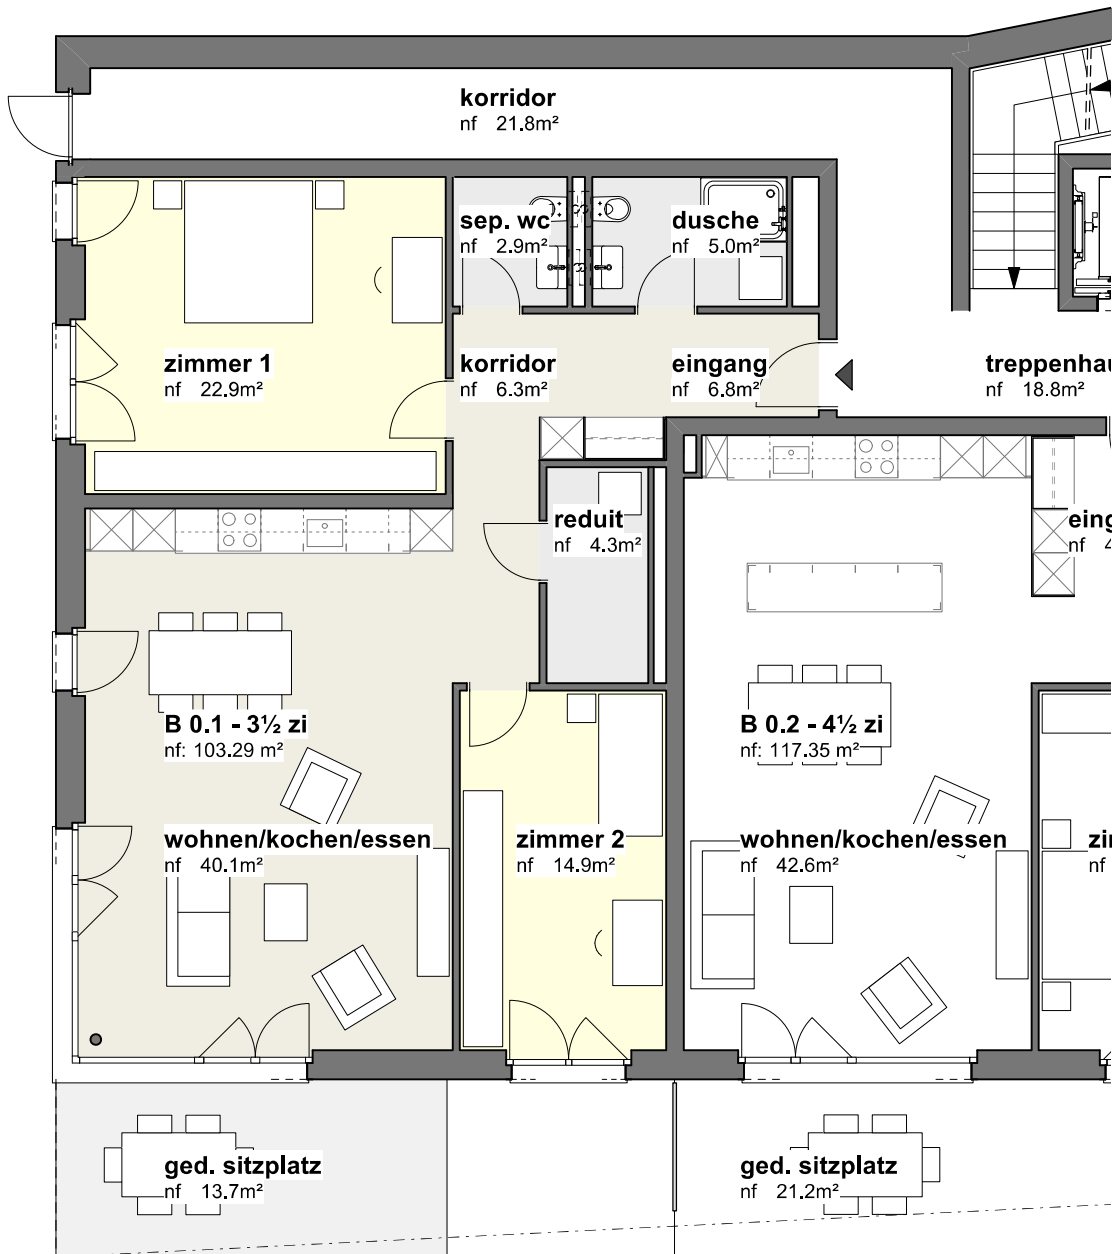 korridor
nf 21.8m²
sep. wc
nf 2.9m²
dusche
nf 5.0m²
zimmer 1
nf 22.9m²
korridor
nf 6.3m²
eingang
nf 6.8m²
treppenhau
nf 18.8m²
reduit
nf 4.3m²
eing
nf 4
B 0.1 - 3½ zi
nf: 103.29 m²
B 0.2 - 4½ zi
nf: 117.35 m²
wohnen/kochen/essen
nf 40.1m²
zimmer 2
nf 14.9m²
wohnen/kochen/essen
nf 42.6m²
zi
nf
ged. sitzplatz
nf 13.7m²
ged. sitzplatz
nf 21.2m²